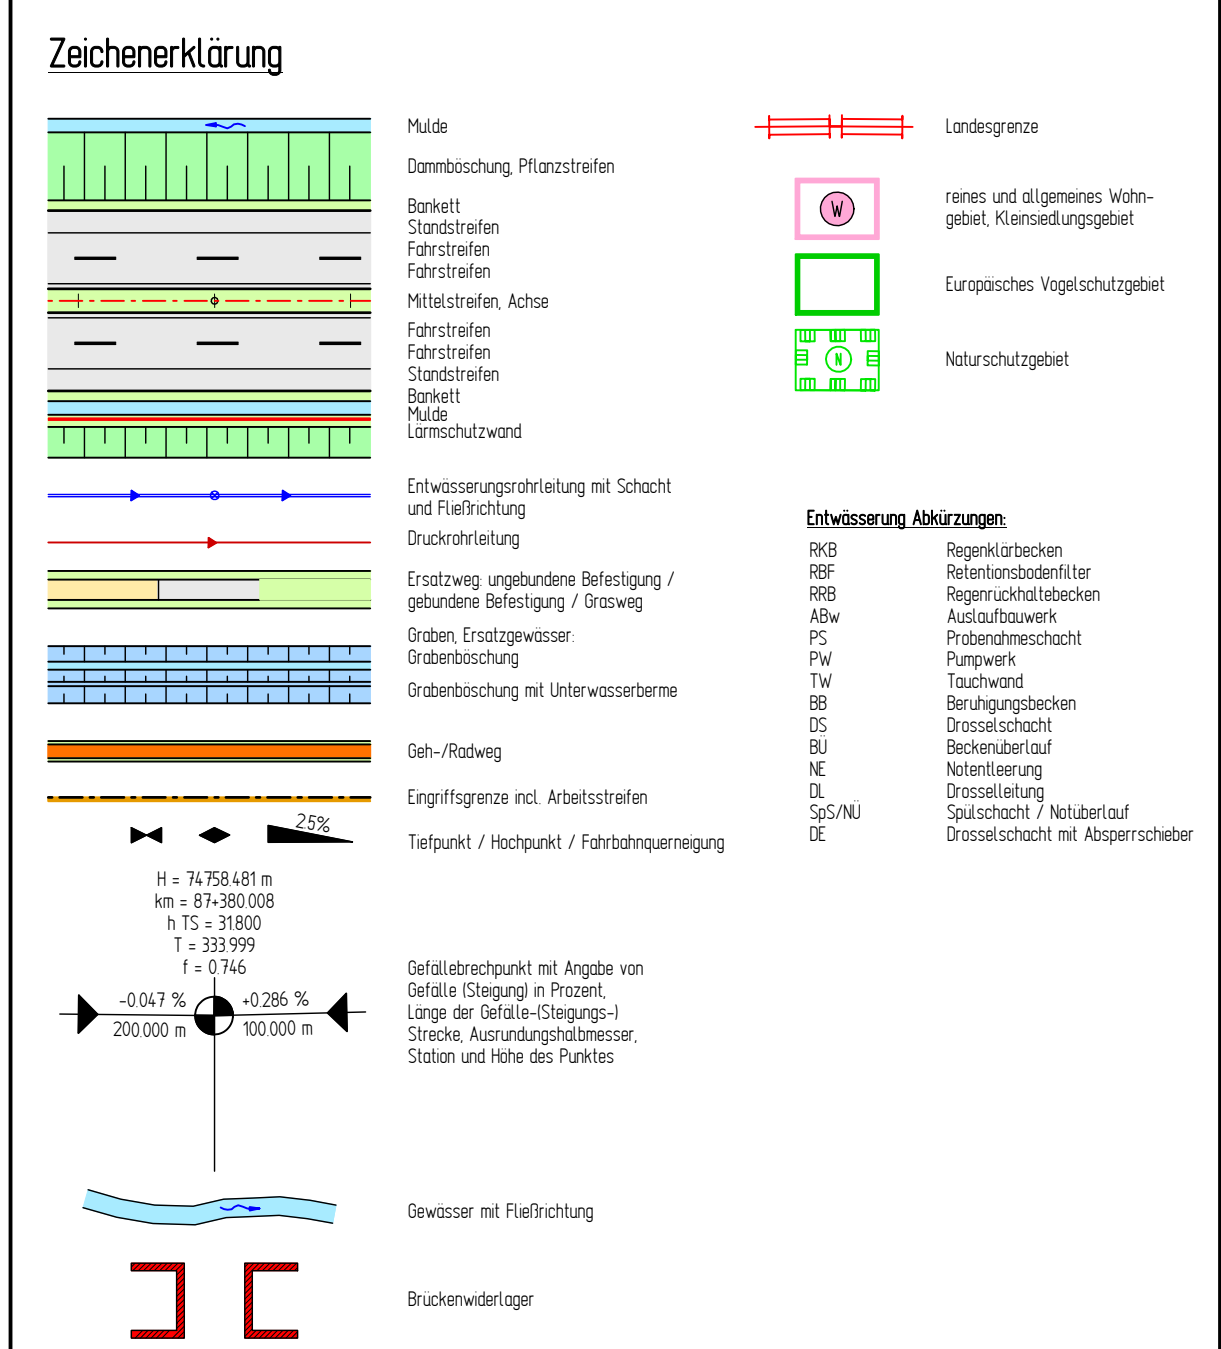 Zeichenerklärung
Mulde
Dammböschung, Pflanzstreifen
Bankett
Standstreifen
Fahrstreifen
Fahrstreifen
Mittelstreifen, Achse
Fahrstreifen
Fahrstreifen
Standstreifen
Bankett
Mulde
Lärmschutzwand
Entwässerungsrohrleitung mit Schacht
und Fließrichtung
Druckrohrleitung
Ersatzweg: ungebundene Befestigung /
gebundene Befestigung / Grasweg
Graben, Ersatzgewässer:
Grabenböschung
Grabenböschung mit Unterwasserberme
Geh-/Radweg
Eingriffsgrenze incl. Arbeitsstreifen
2.5%
Tiefpunkt / Hochpunkt / Fahrbahnquerneigung
H = 74758.481 m
km = 87+380.008
h TS = 31.800
T = 333.999
f = 0.746
-0.047 %
+0.286 %
200.000 m
100.000 m
Gefällebrechpunkt mit Angabe von
Gefälle (Steigung) in Prozent,
Länge der Gefälle-(Steigungs-)
Strecke, Ausrundungshalbmesser,
Station und Höhe des Punktes
Gewässer mit Fließrichtung
Brückenwiderlager
Landesgrenze
W
reines und allgemeines Wohn-
gebiet, Kleinsiedlungsgebiet
Europäisches Vogelschutzgebiet
N
Naturschutzgebiet
Entwässerung Abkürzungen:
RKB Regenklärbecken
RBF Retentionsbodenfilter
RRB Regenrückhaltebecken
ABw Auslaufbauwerk
PS Probenahmeschacht
PW Pumpwerk
TW Tauchwand
BB Beruhigungsbecken
DS Drosselschacht
BÜ Beckenüberlauf
NE Notentleerung
DL Drosselleitung
SpS/NÜ Spülschacht / Notüberlauf
DE Drosselschacht mit Absperrschieber